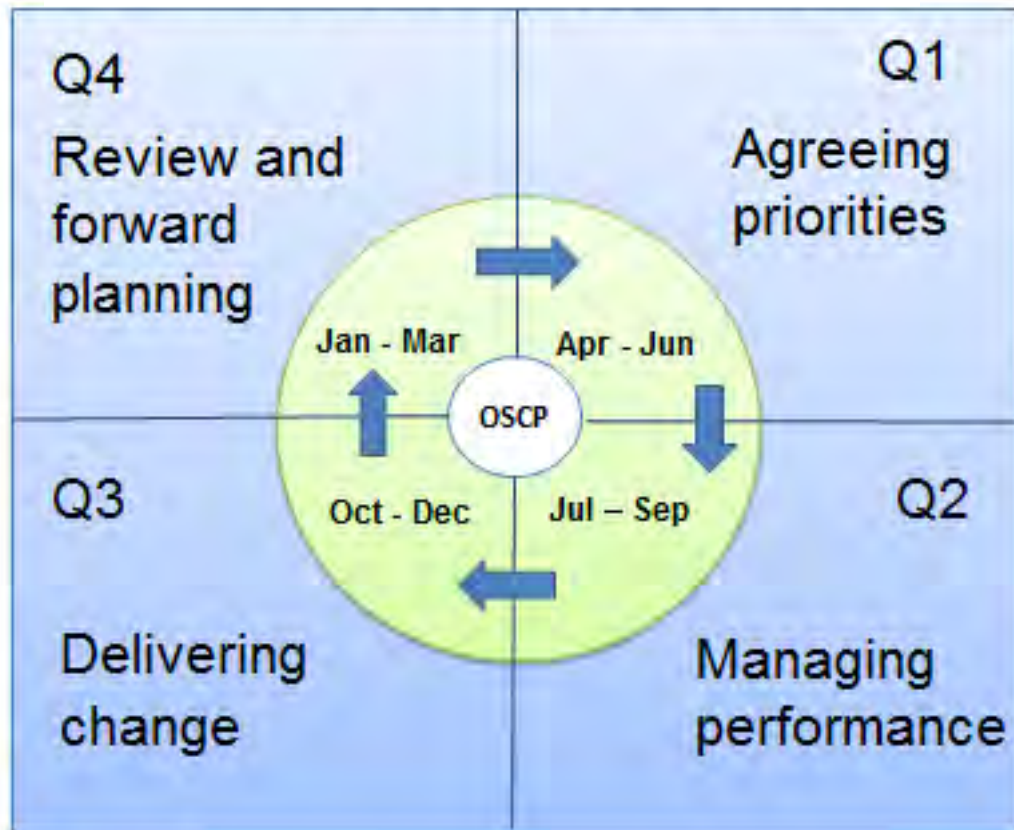 Q4
Review and
forward
planning
Q1
Agreeing
priorities
Jan - Mar
Apr - Jun
OSCP
Oct - Dec
Jul – Sep
Q3
Delivering
change
Q2
Managing
performance